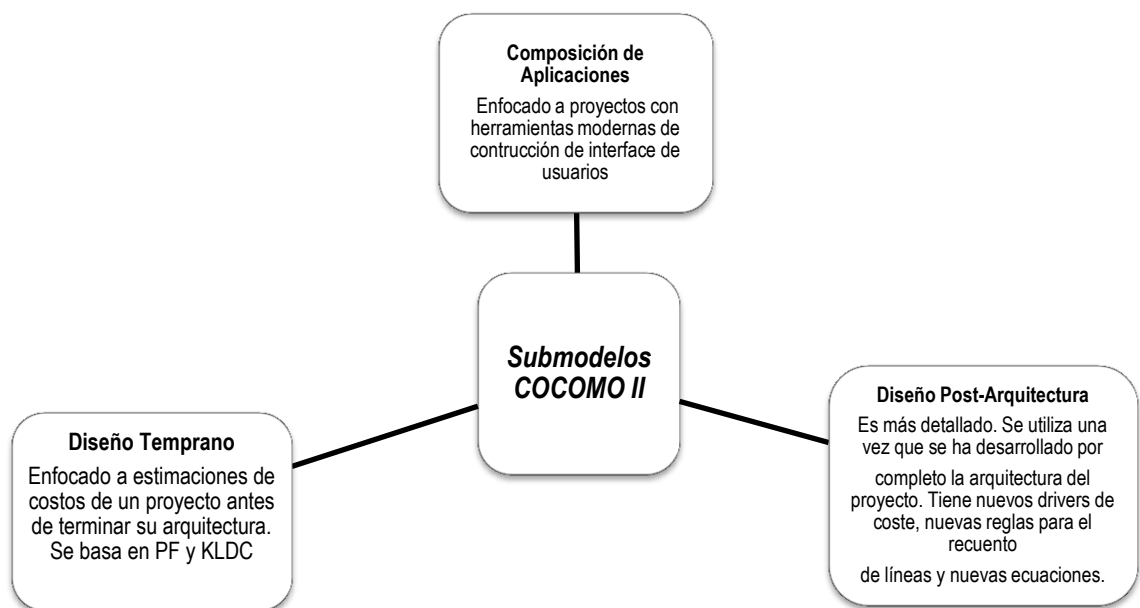 Composición de
Aplicaciones
Enfocado a proyectos con
herramientas modernas de
contrucción de interface de
usuarios
Submodelos
COCOMO II
Diseño Temprano
Enfocado a estimaciones de
costos de un proyecto antes
de terminar su arquitectura.
Se basa en PF y KLDC
Diseño Post-Arquitectura
Es más detallado. Se utiliza una
vez que se ha desarrollado por
completo la arquitectura del
proyecto. Tiene nuevos drivers de
coste, nuevas reglas para el
recuento
de líneas y nuevas ecuaciones.